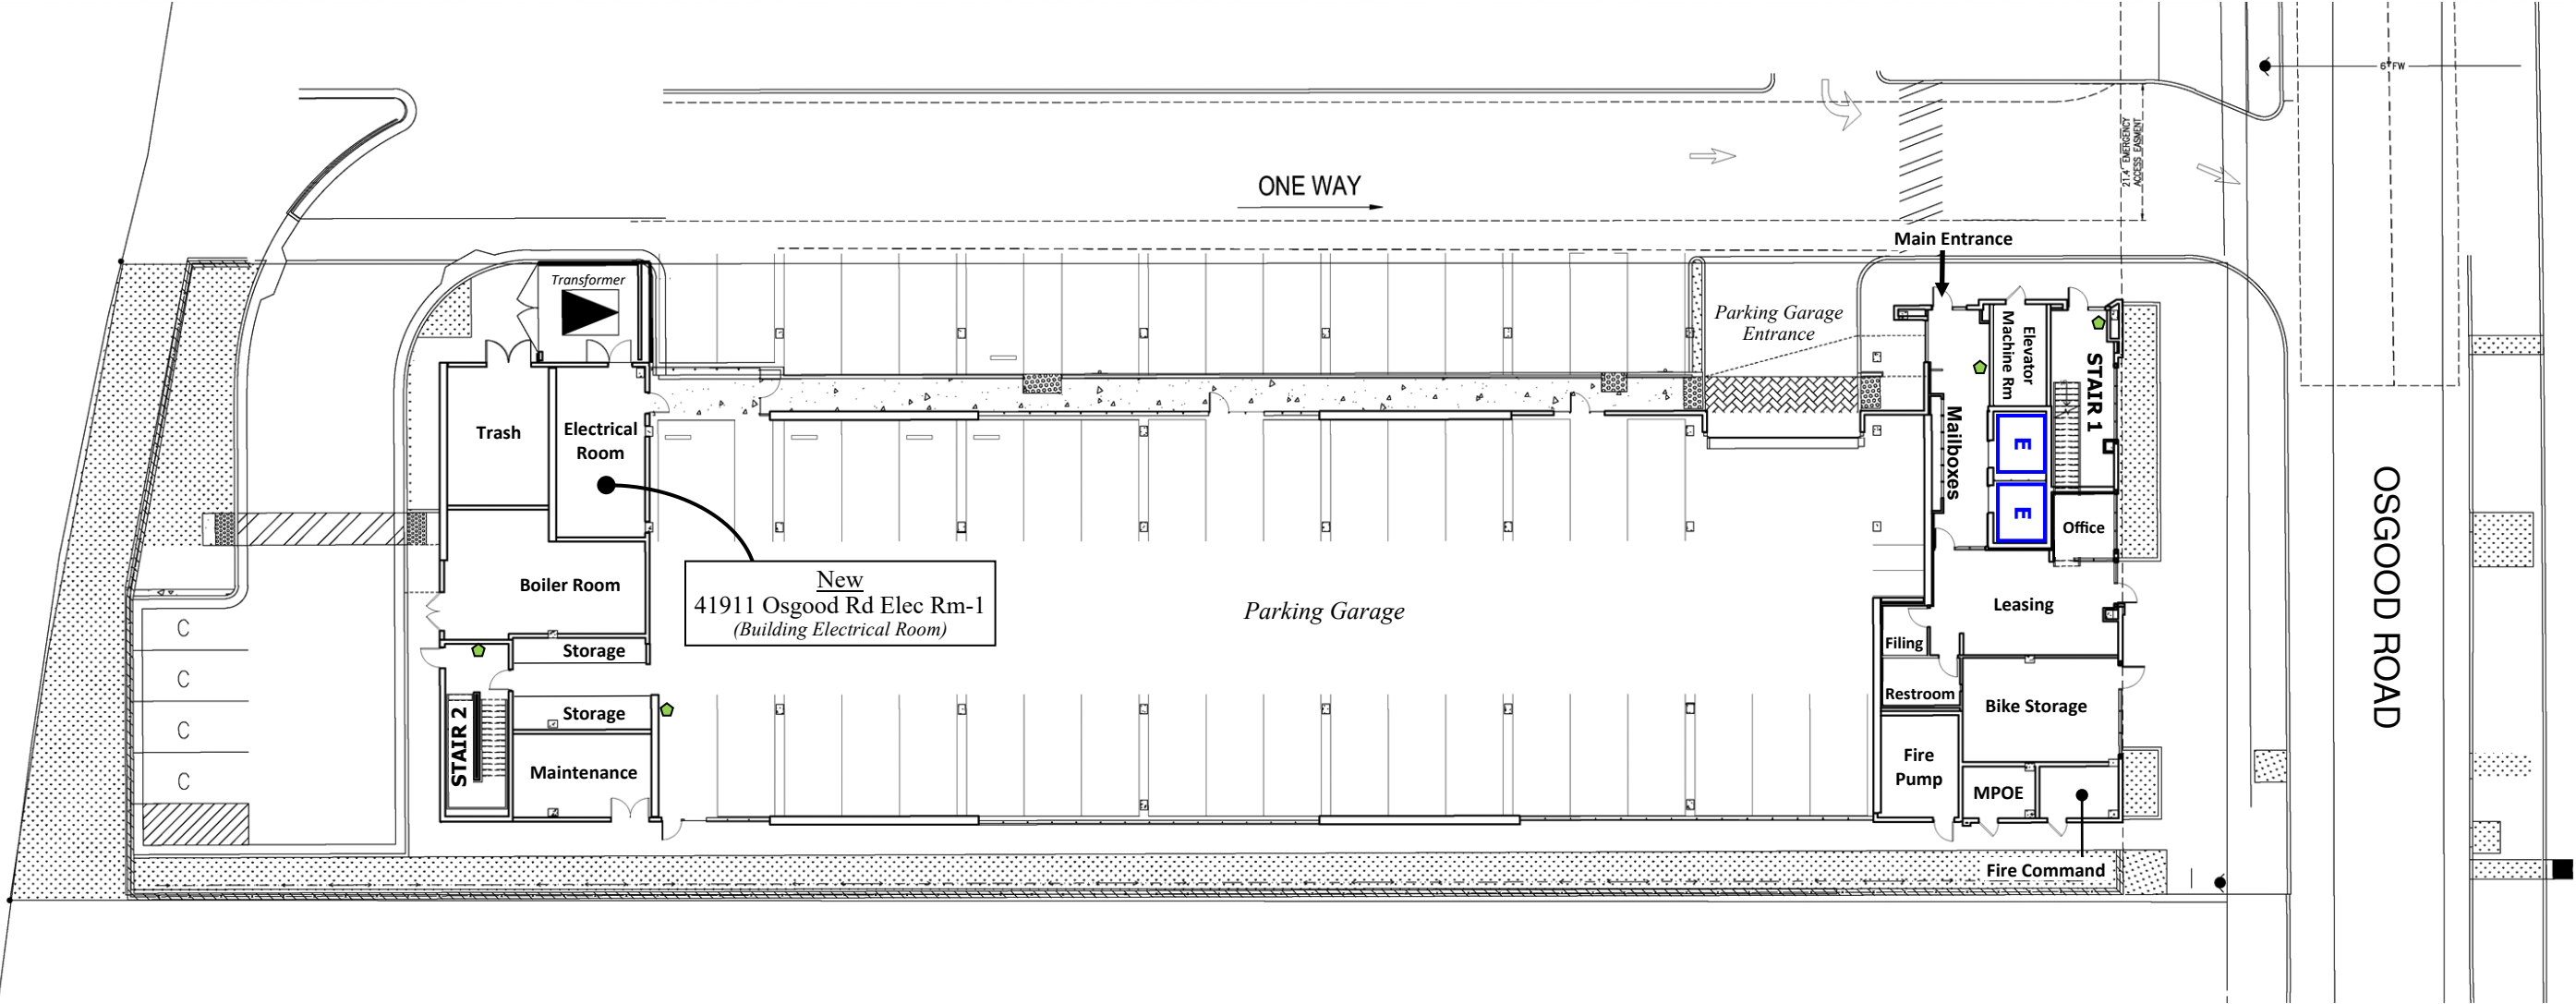 6" FW
21.4' EMERGENCY
ACCESS EASMENT
ONE WAY
Main Entrance
Transformer
Parking Garage
Entrance
Elevator
Machine Rm
STAIR 1
Trash
Electrical
Room
Mailboxes
E
E
Office
OSGOOD ROAD
New
41911 Osgood Rd Elec Rm-1
(Building Electrical Room)
Boiler Room
Parking Garage
Leasing
C
Filing
Storage
C
Restroom
Bike Storage
Storage
STAIR 2
C
Maintenance
Fire
Pump
C
MPOE
Fire Command